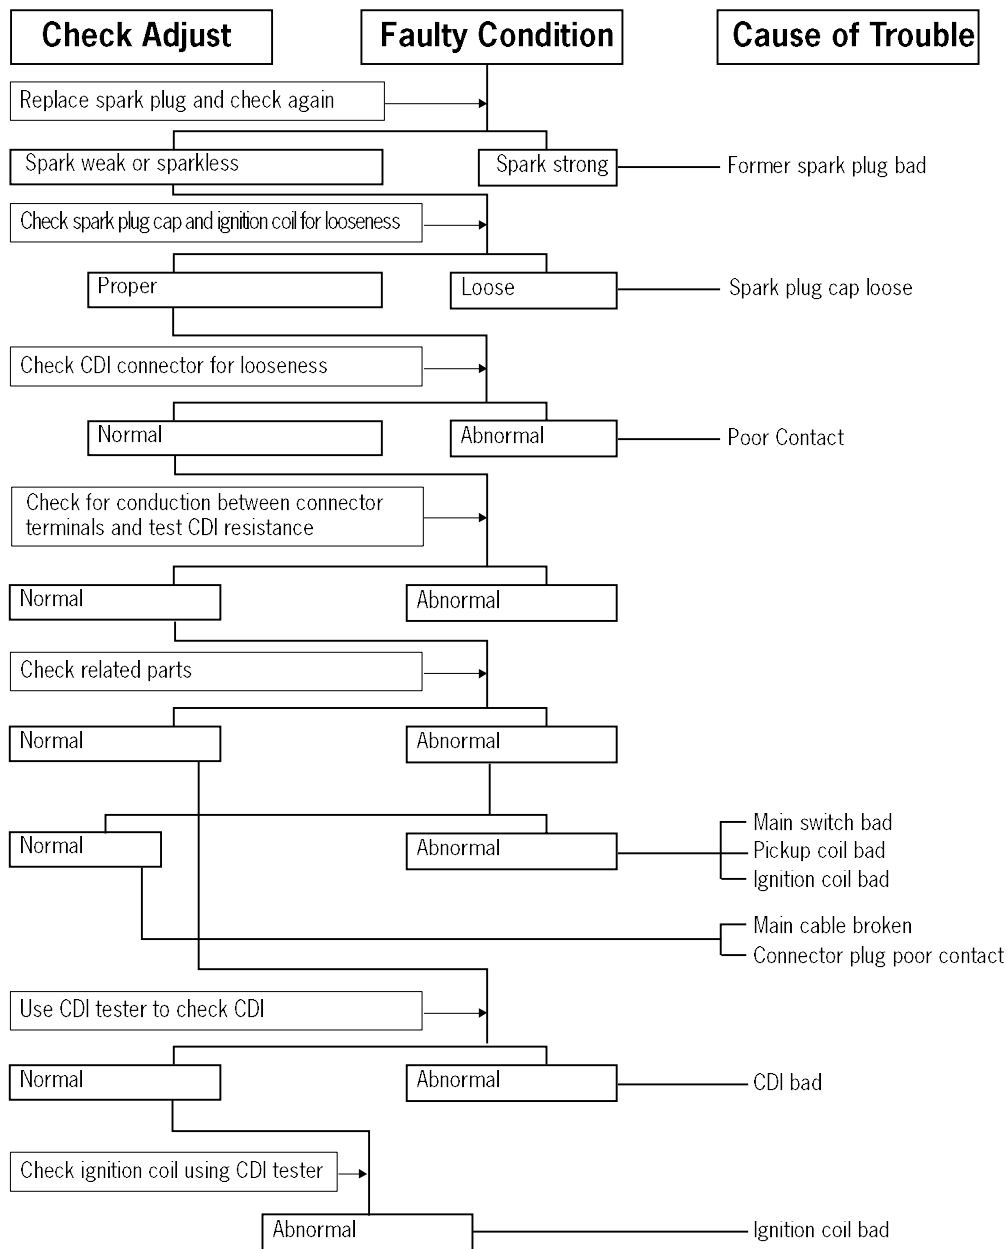 Check Adjust
Faulty Condition
Cause of Trouble
Replace spark plug and check again
Spark weak or sparkless
Spark strong
Former spark plug bad
Check spark plug cap and ignition coil for looseness
Proper
Loose
Spark plug cap loose
Check CDI connector for looseness
Normal
Abnormal
Poor Contact
Check for conduction between connector
terminals and test CDI resistance
Normal
Abnormal
Check related parts
Normal
Abnormal
Normal
Abnormal
Main switch bad
Pickup coil bad
Ignition coil bad
Main cable broken
Connector plug poor contact
Use CDI tester to check CDI
Normal
Abnormal
CDI bad
Check ignition coil using CDI tester
Abnormal
Ignition coil bad